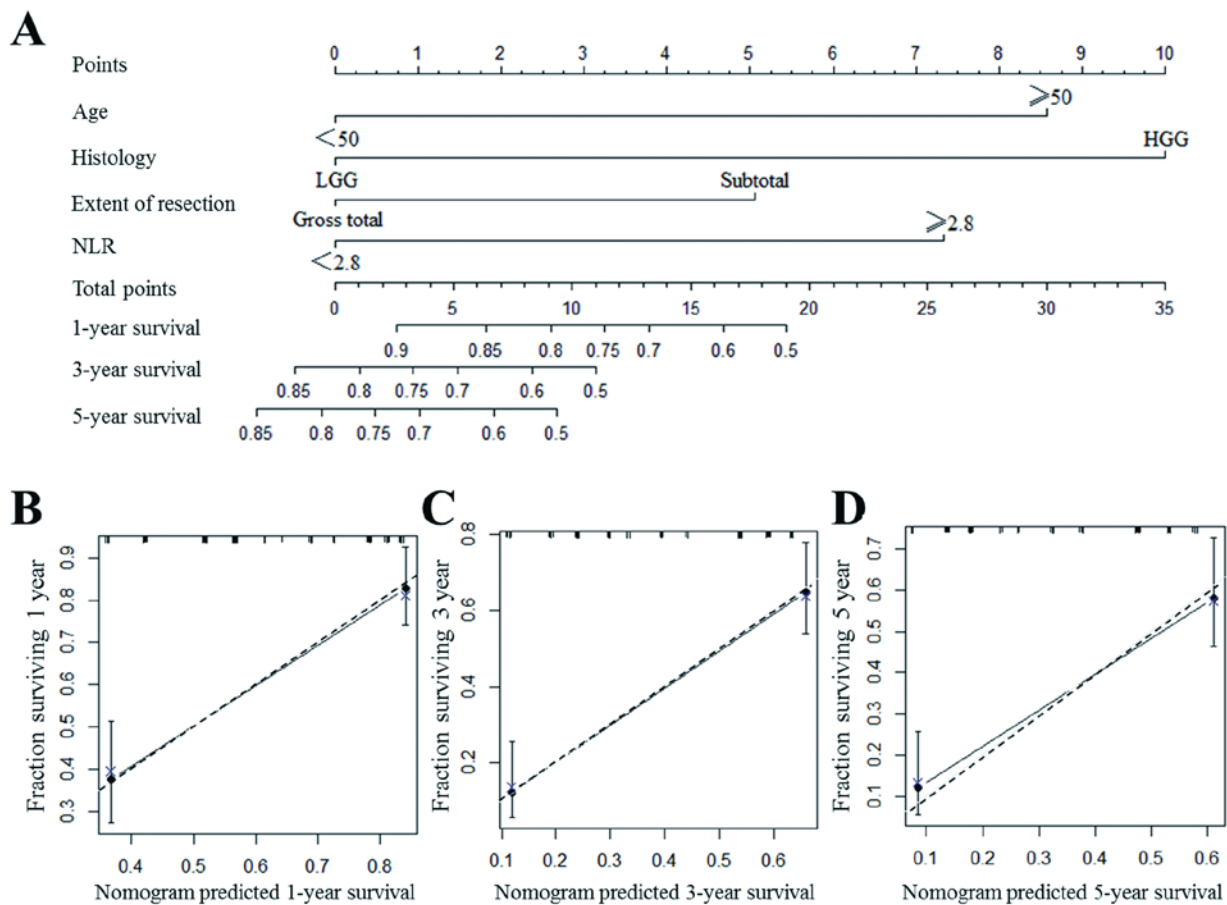 A
Points 0 1 2 3 4 5 6 7 8 9 10
Age ≥50
<50
Histology HGG
LGG
Extent of resection Subtotal
Gross total
NLR ≥2.8
<2.8
Total points
0 5 10 15 20 25 30 35
1-year survival
0.9 0.85 0.8 0.75 0.7 0.6 0.5
3-year survival
0.85 0.8 0.75 0.7 0.6 0.5
5-year survival
0.85 0.8 0.75 0.7 0.6 0.5
B
Fraction surviving 1 year
0.9
0.8
0.7
0.6
0.5
0.4
0.3
0.4 0.5 0.6 0.7 0.8
Nomogram predicted 1-year survival
C
Fraction surviving 3 year
0.8
0.6
0.4
0.2
0.1 0.2 0.3 0.4 0.5 0.6
Nomogram predicted 3-year survival
D
Fraction surviving 5 year
0.7
0.6
0.5
0.4
0.3
0.2
0.1
0.1 0.2 0.3 0.4 0.5 0.6
Nomogram predicted 5-year survival